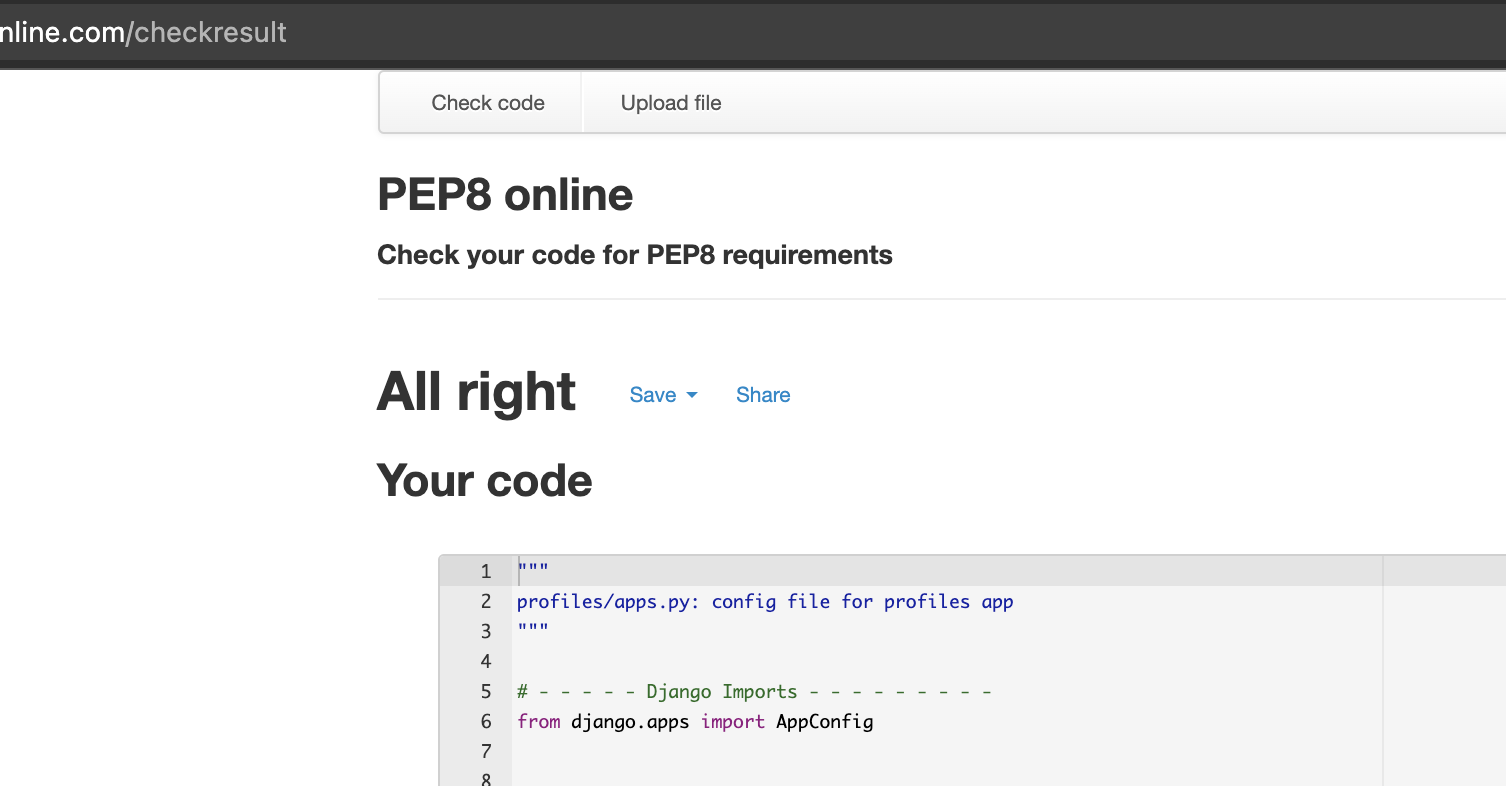 nline.com/checkresult
Check code Upload file
PEP8 online
Check your code for PEP8 requirements
All right Save Share
Your code
1 """
2 profiles/apps.py: config file for profiles app
3 """
4
5 # - - - - - Django Imports - - - - - - - - -
6 from django.apps import AppConfig
7
8